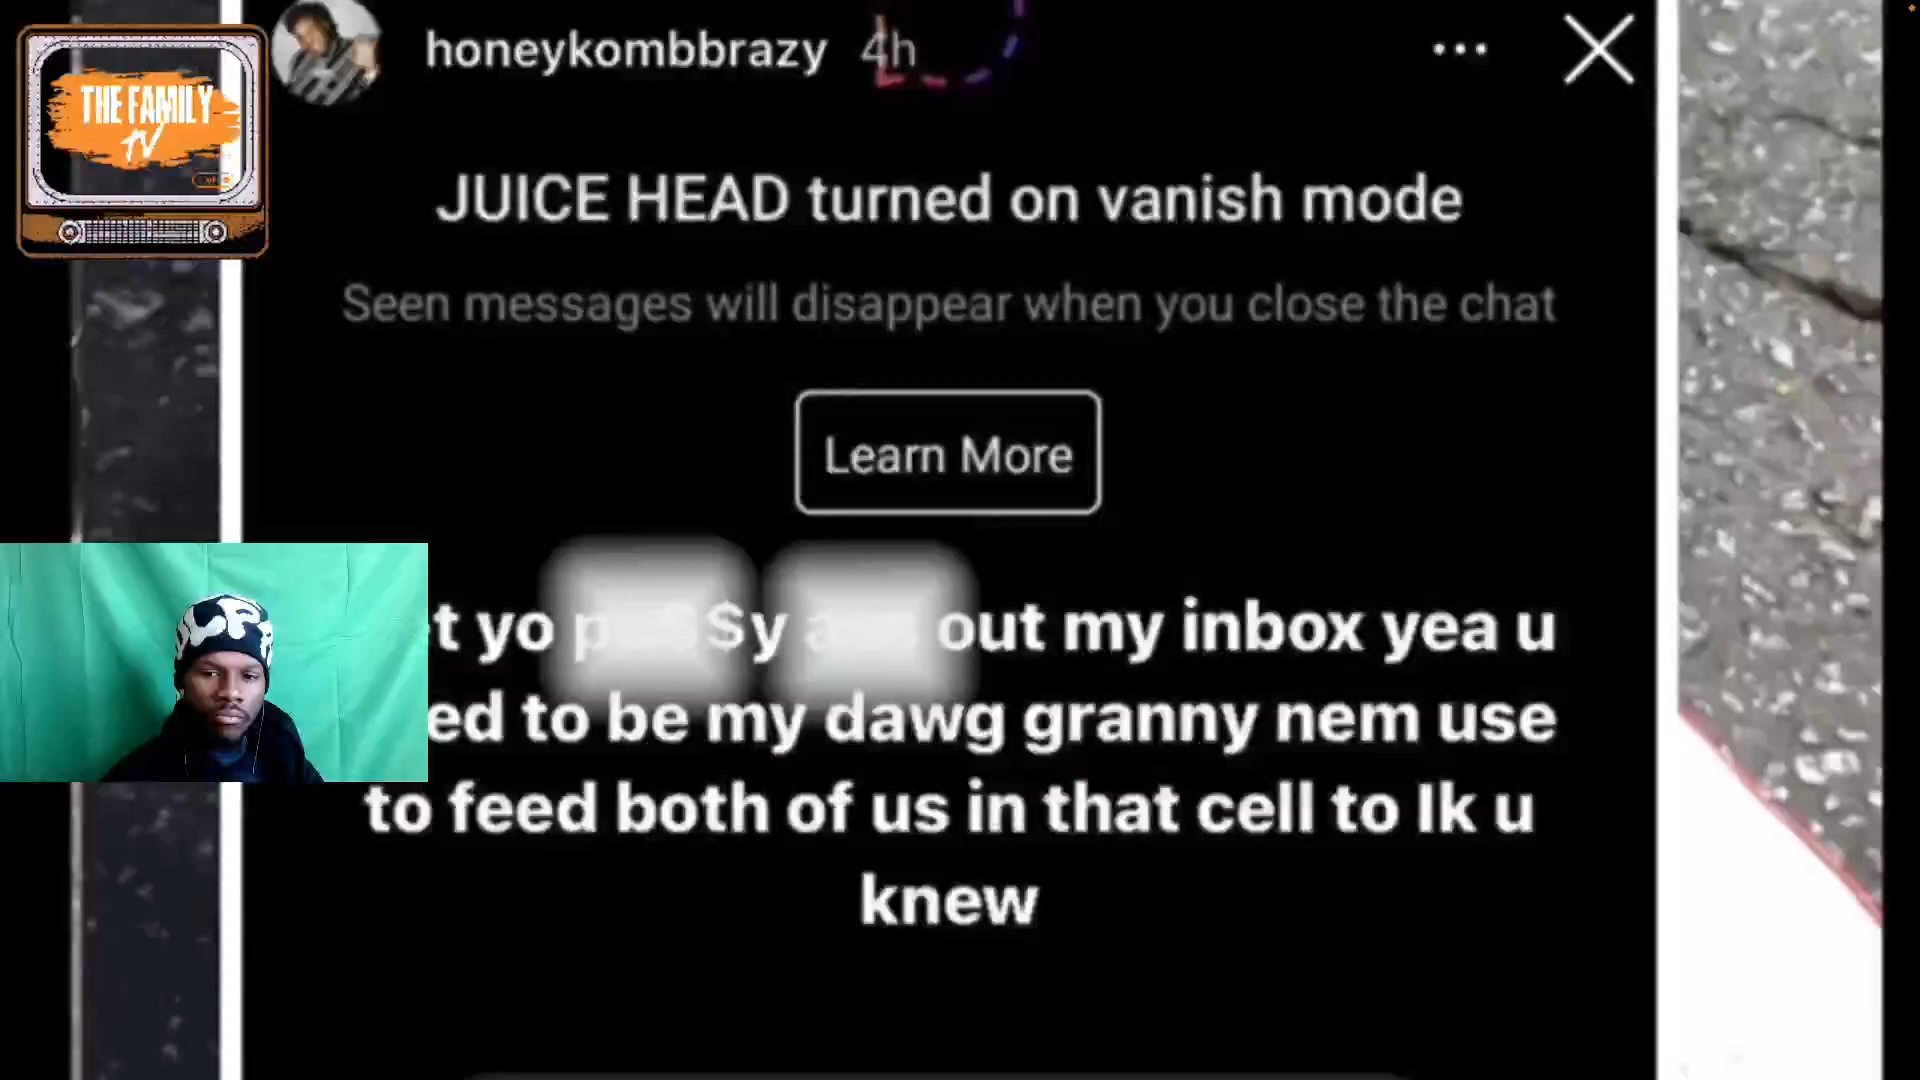 THE FAMILY
TV
honeykombbrazy 4h
JUICE HEAD turned on vanish mode
Seen messages will disappear when you close the chat
Learn More
t yo out my inbox yea u
ed to be my dawg granny nem use
to feed both of us in that cell to Ik u
knew